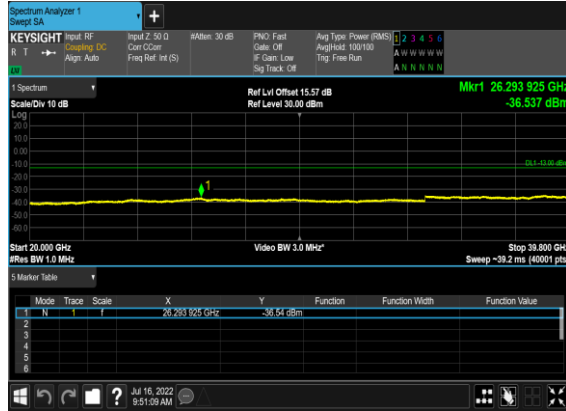 Spectrum Analyzer 1
Swept SA
KEYSIGHT Input: RF Input Z: 50 Ω #Atten: 30 dB PNO: Fast Avg Type: Power (RMS) 1 2 3 4 5 6
R T Coupling: DC Corr CCorr Gate: Off Avg|Hold: 100/100 A W W W W W
Align: Auto Freq Ref: Int (S) IF Gain: Low Trig: Free Run
Sig Track: Off A N N N N N
1 Spectrum Ref Lvl Offset 15.57 dB Mkr1 26.293 925 GHz
Scale/Div 10 dB Ref Level 30.00 dBm -36.537 dBm
Log
20.0
10.0
0.00
-10.0 DL1 -13.00 dBm
-20.0
-30.0 1
-40.0
-50.0
-60.0
Start 20.000 GHz Video BW 3.0 MHz* Stop 39.800 GHz
#Res BW 1.0 MHz Sweep ~39.2 ms (40001 pts)
5 Marker Table
Mode Trace Scale X Y Function Function Width Function Value
1 N 1 f 26.293 925 GHz -36.54 dBm
2
3
4
5
6
? Jul 16, 2022
9:51:09 AM